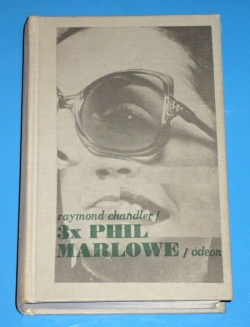 raymond chandler/
3x PHIL
MARLOWE / odeon